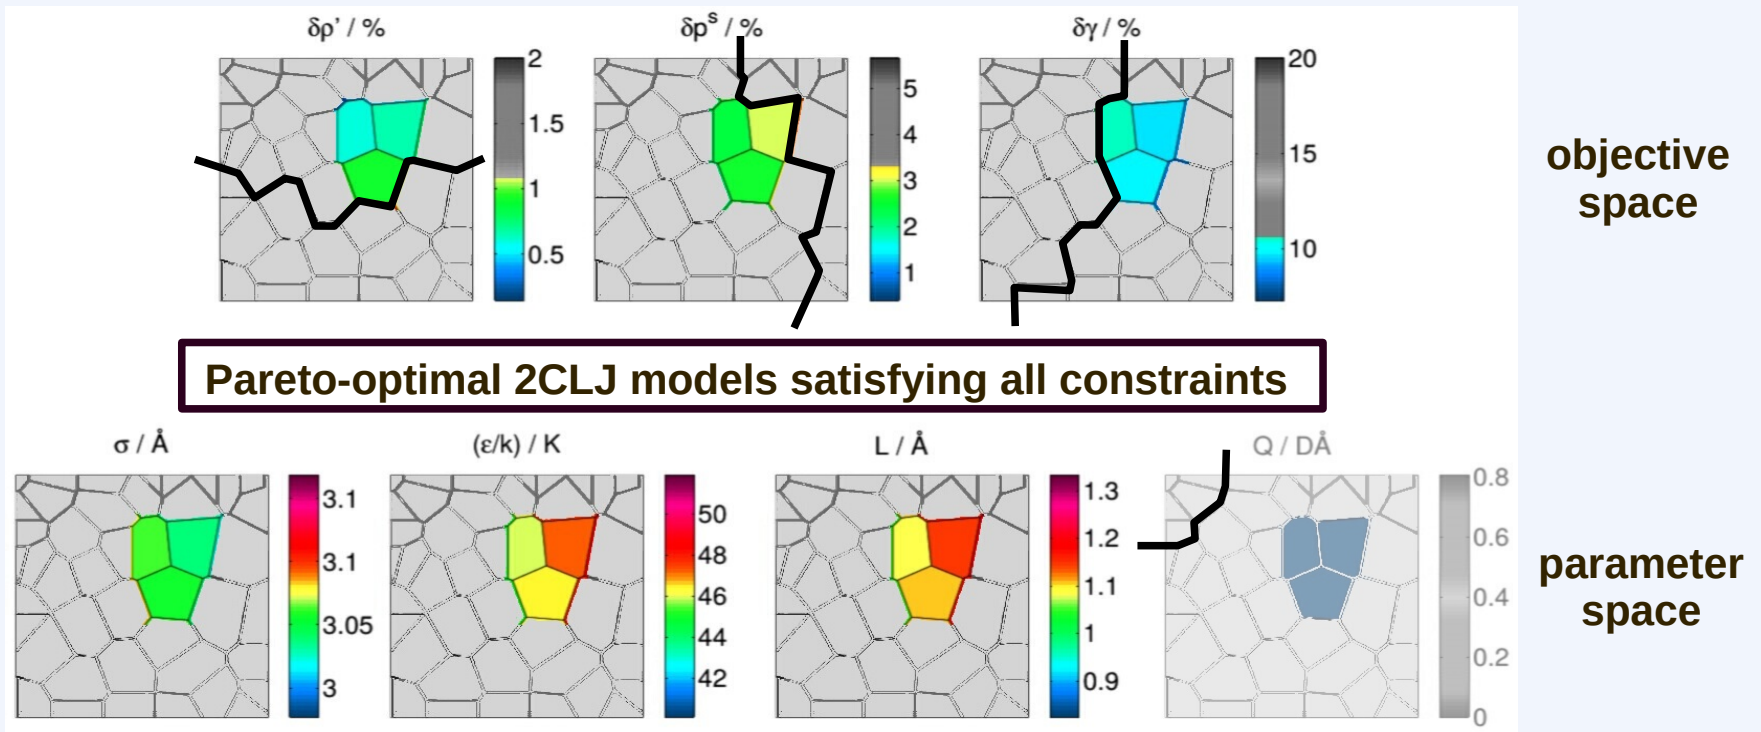 δρ' / %
δpˢ / %
δγ / %
2
1.5
1
0.5
5
4
3
2
1
20
15
10
objective
space
Pareto-optimal 2CLJ models satisfying all constraints
σ / Å
(ε/k) / K
L / Å
Q / DÅ
3.1
3.1
3.05
3
50
48
46
44
42
1.3
1.2
1.1
1
0.9
0.8
0.6
0.4
0.2
0
parameter
space